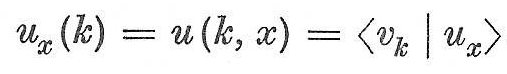 u_x(k) = u(k, x) = ⟨v_k | u_x⟩